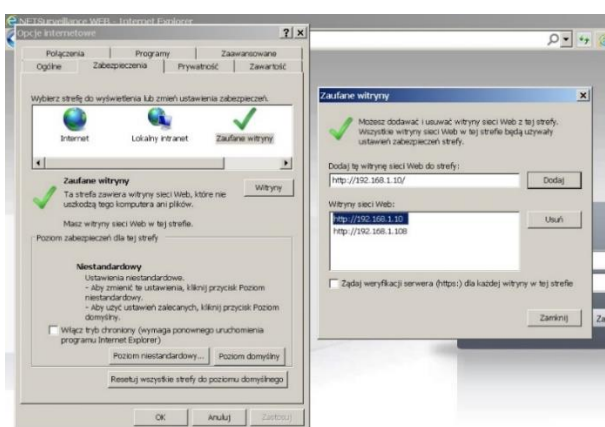 NETSurveillance WEB - Internet Explorer
Opcje internetowe
Połączenia
Programy
Zaawansowane
Ogólne
Zabezpieczenia
Prywatność
Zawartość
Wybierz strefę do wyświetlenia lub zmień ustawienia zabezpieczeń.
Internet
Lokalny intranet
Zaufane witryny
Zaufane witryny
Ta strefa zawiera witryny sieci Web, które nie
uszkodzą tego komputera ani plików.
Masz witryny sieci Web w tej strefie.
Witryny
Poziom zabezpieczeń dla tej strefy
Niestandardowy
Ustawienia niestandardowe.
- Aby zmienić te ustawienia, kliknij przycisk Poziom
niestandardowy.
- Aby użyć ustawień zalecanych, kliknij przycisk Poziom
domyślny.
Włącz tryb chroniony (wymaga ponownego uruchomienia
programu Internet Explorer)
Poziom niestandardowy...
Poziom domyślny
Resetuj wszystkie strefy do poziomu domyślnego
OK
Anuluj
Zastosuj
Zaufane witryny
Możesz dodawać i usuwać witryny sieci Web z tej strefy.
Wszystkie witryny sieci Web w tej strefie będą używały
ustawień zabezpieczeń strefy.
Dodaj tę witrynę sieci Web do strefy:
http://192.168.1.10/
Dodaj
Witryny sieci Web:
http://192.168.1.10
http://192.168.1.108
Usuń
Żądaj weryfikacji serwera (https:) dla każdej witryny w tej strefie
Zamknij
Za